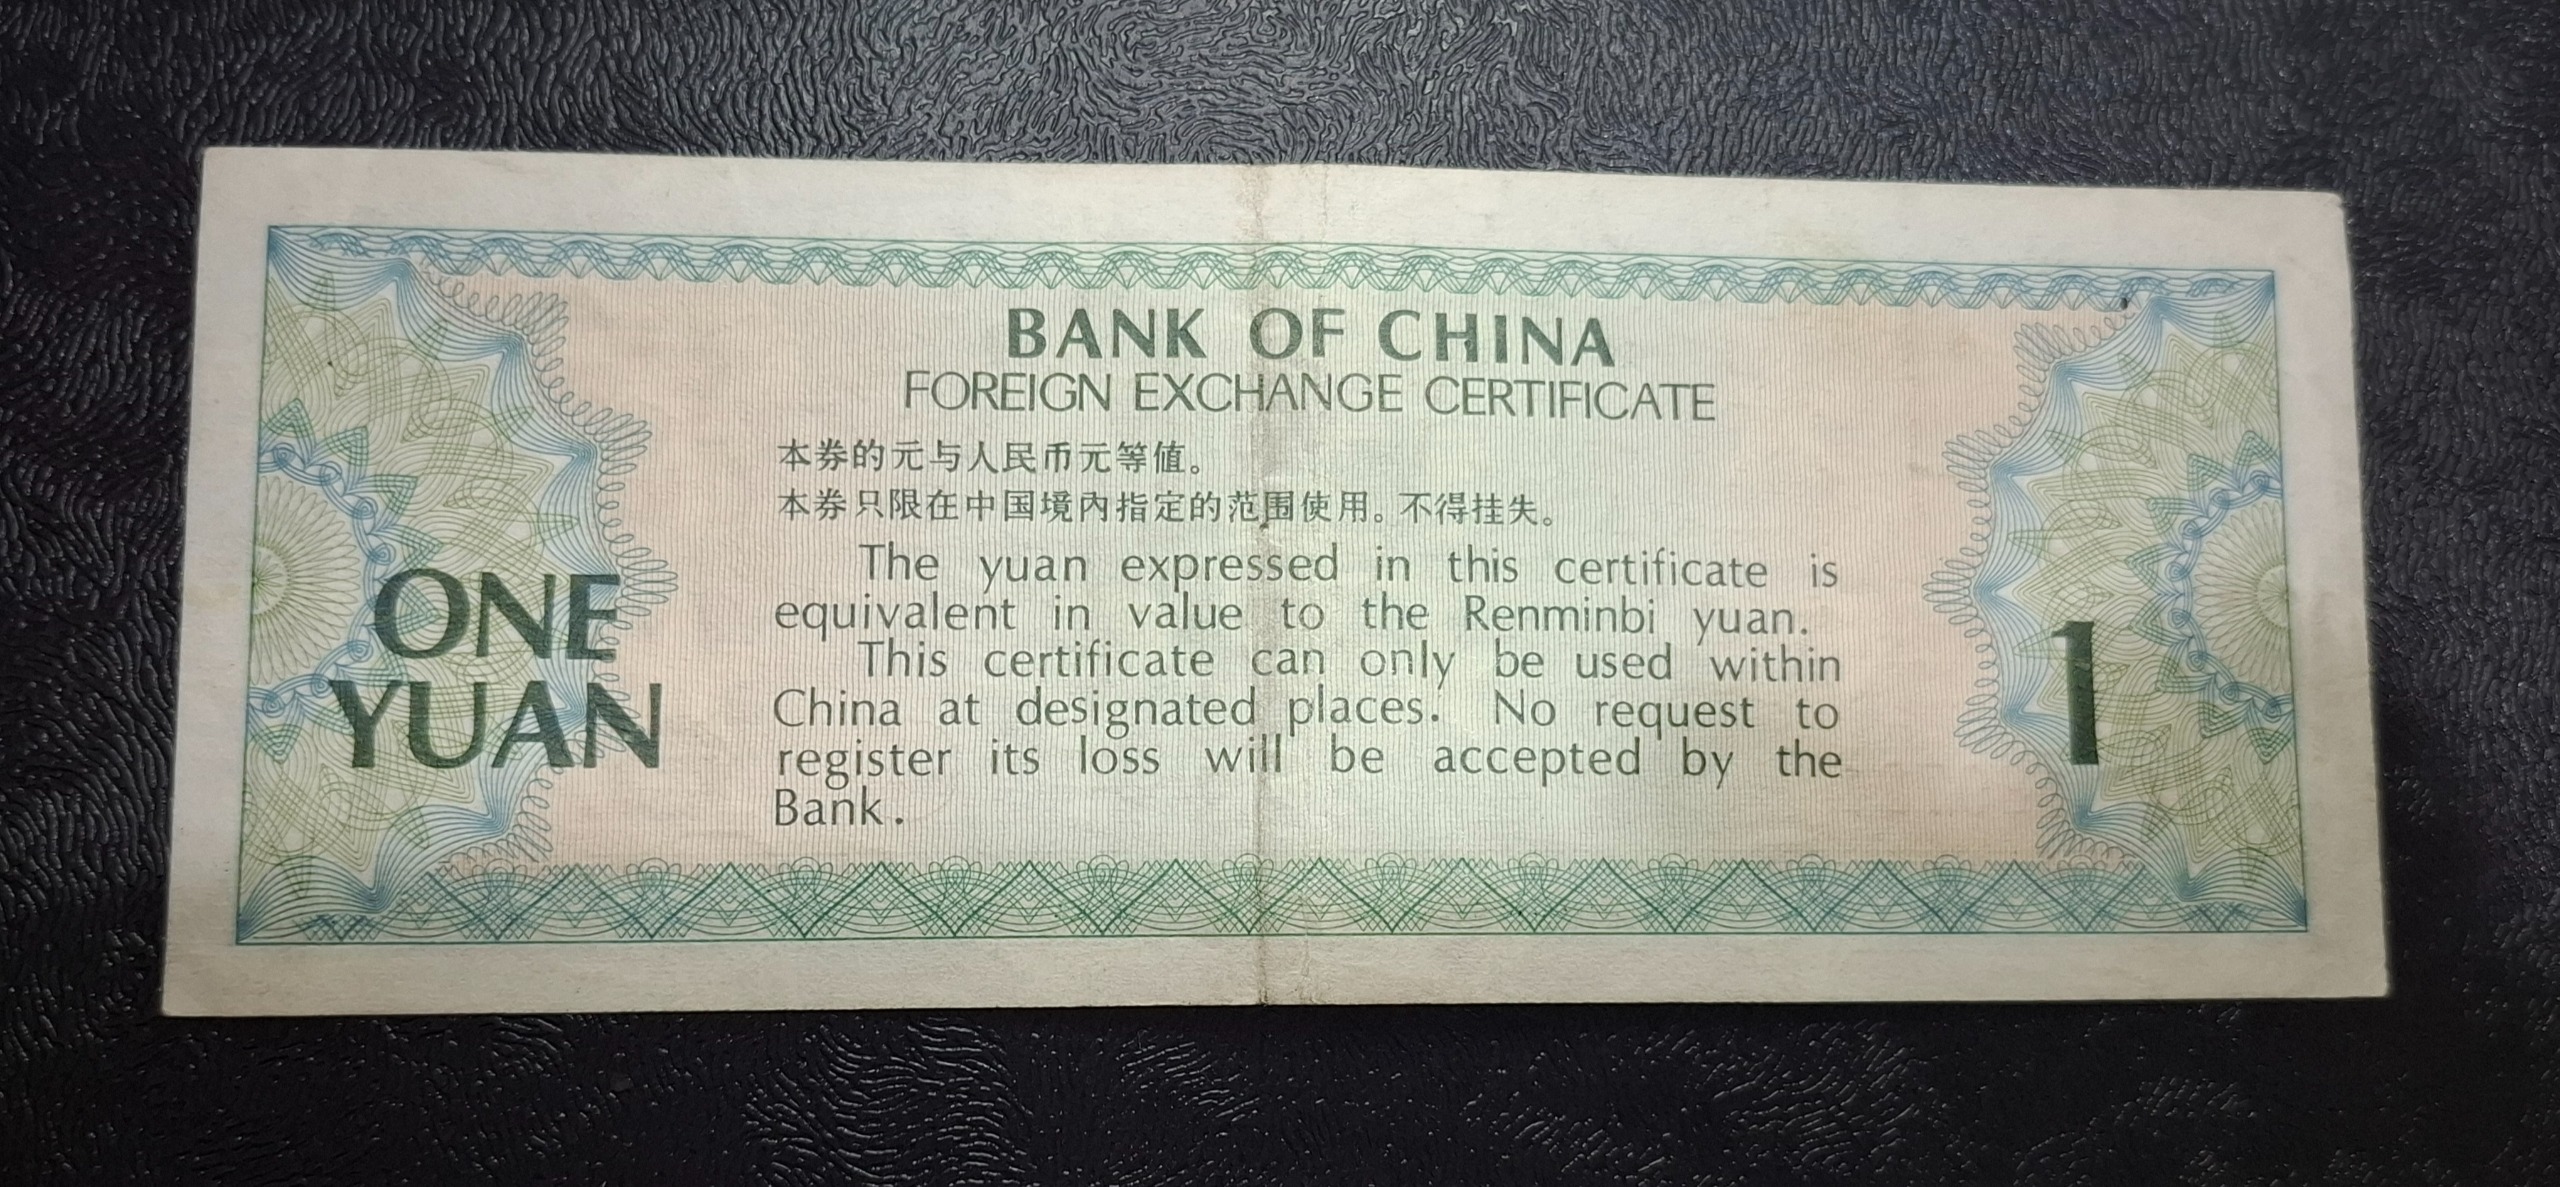 BANK OF CHINA
FOREIGN EXCHANGE CERTIFICATE
本券的元与人民币元等值。
本券只限在中国境内指定的范围使用。不得挂失。
The yuan expressed in this certificate is
equivalent in value to the Renminbi yuan.
This certificate can only be used within
China at designated places. No request to
register its loss will be accepted by the
Bank.
ONE
YUAN
1